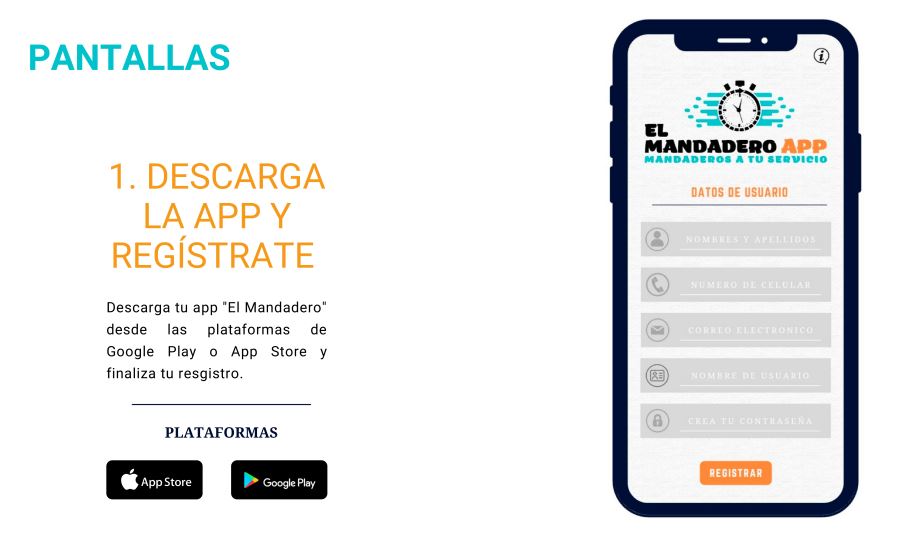 PANTALLAS
1. DESCARGA
LA APP Y
REGÍSTRATE
Descarga tu app "El Mandadero"
desde las plataformas de
Google Play o App Store y
finaliza tu resgistro.
PLATAFORMAS
App Store
Google Play
EL
MANDADERO APP
MANDADEROS A TU SERVICIO
DATOS DE USUARIO
NOMBRES Y APELLIDOS
NUMERO DE CELULAR
CORREO ELECTRONICO
NOMBRE DE USUARIO
CREA TU CONTRASEÑA
REGISTRAR